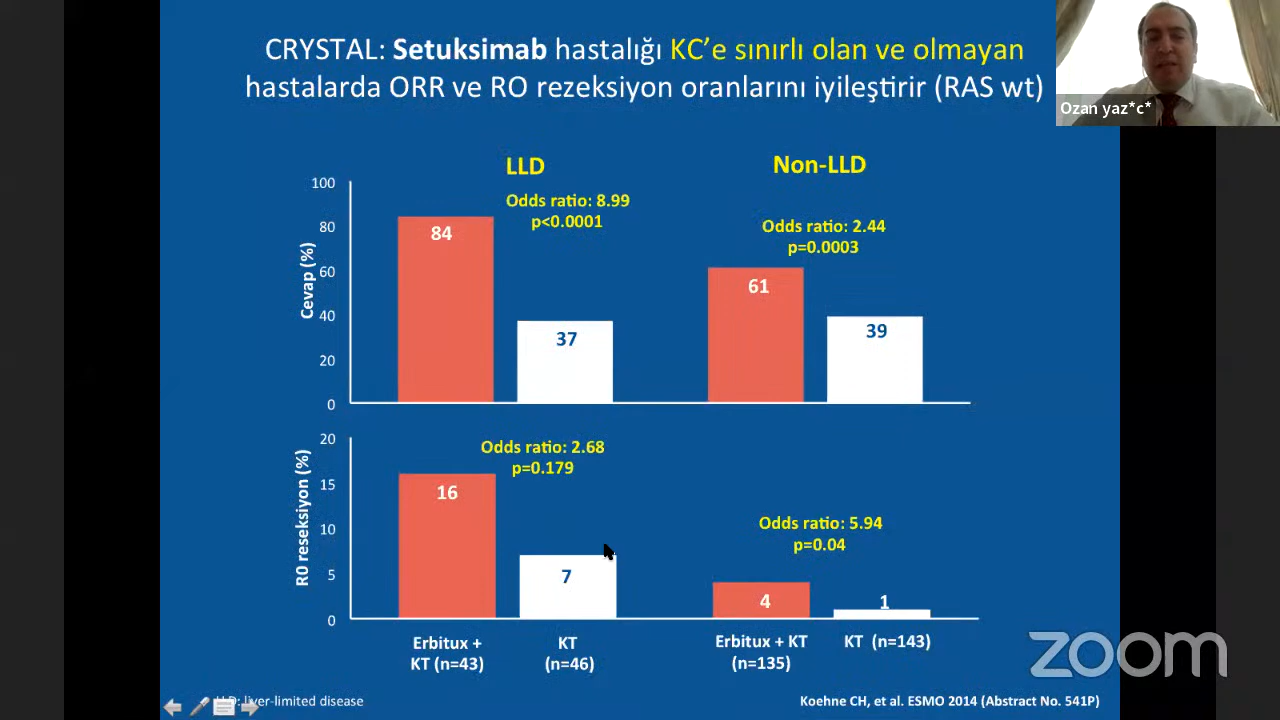 CRYSTAL: Setuksimab hastalığı KC’e sınırlı olan ve olmayan
hastalarda ORR ve RO rezeksiyon oranlarını iyileştirir (RAS wt)
Ozan yaz*c*
LLD
Non-LLD
Odds ratio: 8.99
p<0.0001
Odds ratio: 2.44
p=0.0003
Cevap (%)
100
80
60
40
20
0
84
37
61
39
Odds ratio: 2.68
p=0.179
Odds ratio: 5.94
p=0.04
R0 reseksiyon (%)
20
15
10
5
0
16
7
4
1
Erbitux +
KT (n=43)
KT
(n=46)
Erbitux + KT
(n=135)
KT (n=143)
zoom
liver-limited disease
Koehne CH, et al. ESMO 2014 (Abstract No. 541P)